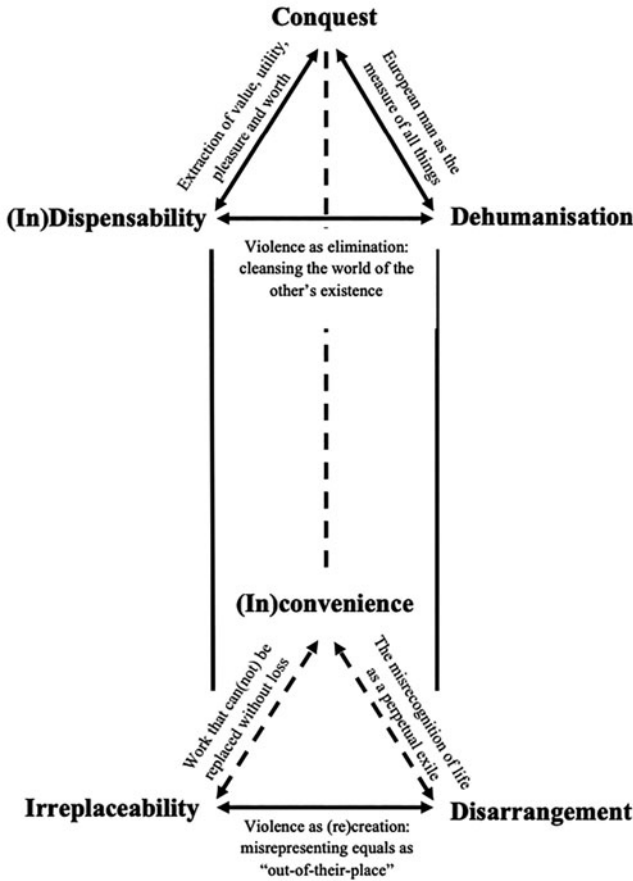 Conquest
Extraction of value, utility,
pleasure and worth
European man as the
measure of all things
(In)Dispensability
Dehumanisation
Violence as elimination:
cleansing the world of the
other’s existence
(In)convenience
Work that can(not) be
replaced without loss
The misrecognition of life
as a perpetual exile
Irreplaceability
Disarrangement
Violence as (re)creation:
misrepresenting equals as
“out-of-their-place”